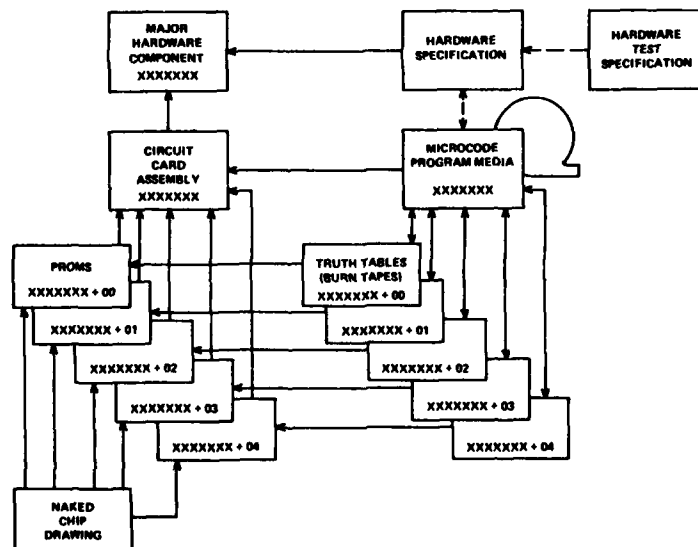 MAJOR
HARDWARE
COMPONENT
XXXXXXX
HARDWARE
SPECIFICATION
HARDWARE
TEST
SPECIFICATION
CIRCUIT
CARD
ASSEMBLY
XXXXXXX
MICROCODE
PROGRAM MEDIA
XXXXXXX
PROMS
XXXXXXX + 00
XXXXXXX + 01
XXXXXXX + 02
XXXXXXX + 03
XXXXXXX + 04
TRUTH TABLES
(BURN TAPES)
XXXXXXX + 00
XXXXXXX + 01
XXXXXXX + 02
XXXXXXX + 03
XXXXXXX + 04
NAKED
CHIP
DRAWING